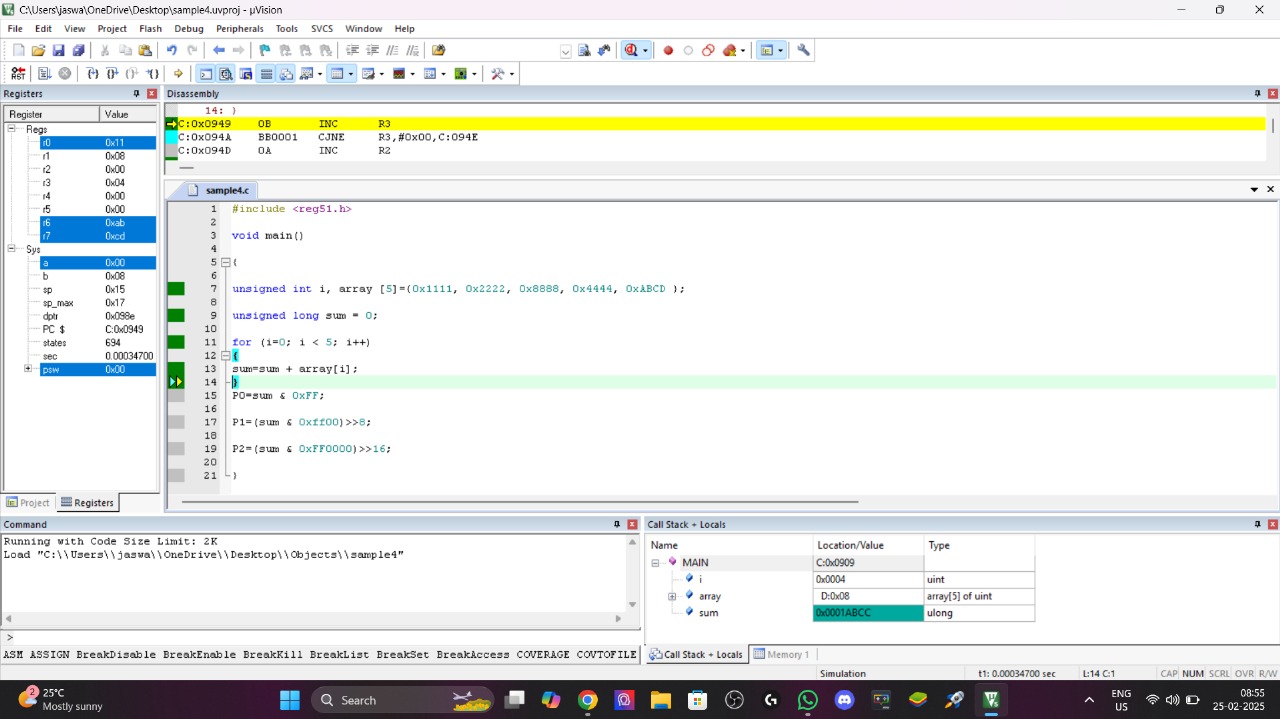 C:\Users\jaswa\OneDrive\Desktop\sample4.uvproj - µVision
File Edit View Project Flash Debug Peripherals Tools SVCS Window Help
Registers
Register Value
Regs
r0 0x11
r1 0x08
r2 0x00
r3 0x04
r4 0x00
r5 0x00
r6 0xab
r7 0xcd
Sys
a 0x00
b 0x08
sp 0x15
sp_max 0x17
dptr 0x098e
PC $ C:0x0949
states 694
sec 0.00034700
psw 0x00
Project Registers
Disassembly
14: }
C:0x0949 0B INC R3
C:0x094A BB0001 CJNE R3,#0x00,C:094E
C:0x094D 0A INC R2
sample4.c
1 #include <reg51.h>
2
3 void main()
4
5 {
6
7 unsigned int i, array [5]={0x1111, 0x2222, 0x8888, 0x4444, 0xABCD };
8
9 unsigned long sum = 0;
10
11 for (i=0; i < 5; i++)
12 {
13 sum=sum + array[i];
14 }
15 P0=sum & 0xFF;
16
17 P1=(sum & 0xff00)>>8;
18
19 P2=(sum & 0xFF0000)>>16;
20
21 }
Command
Running with Code Size Limit: 2K
Load "C:\\Users\\jaswa\\OneDrive\\Desktop\\Objects\\sample4"
>
ASM ASSIGN BreakDisable BreakEnable BreakKill BreakList BreakSet BreakAccess COVERAGE COVTOFILE
Call Stack + Locals
Name Location/Value Type
MAIN C:0x0909
i 0x0004 uint
array D:0x08 array[5] of uint
sum 0x0001ABCC ulong
Call Stack + Locals Memory 1
Simulation t1: 0.00034700 sec L:14 C:1 CAP NUM SCRL OVR R/W
2
25°C
Mostly sunny
Search
ENG
US
08:55
25-02-2025